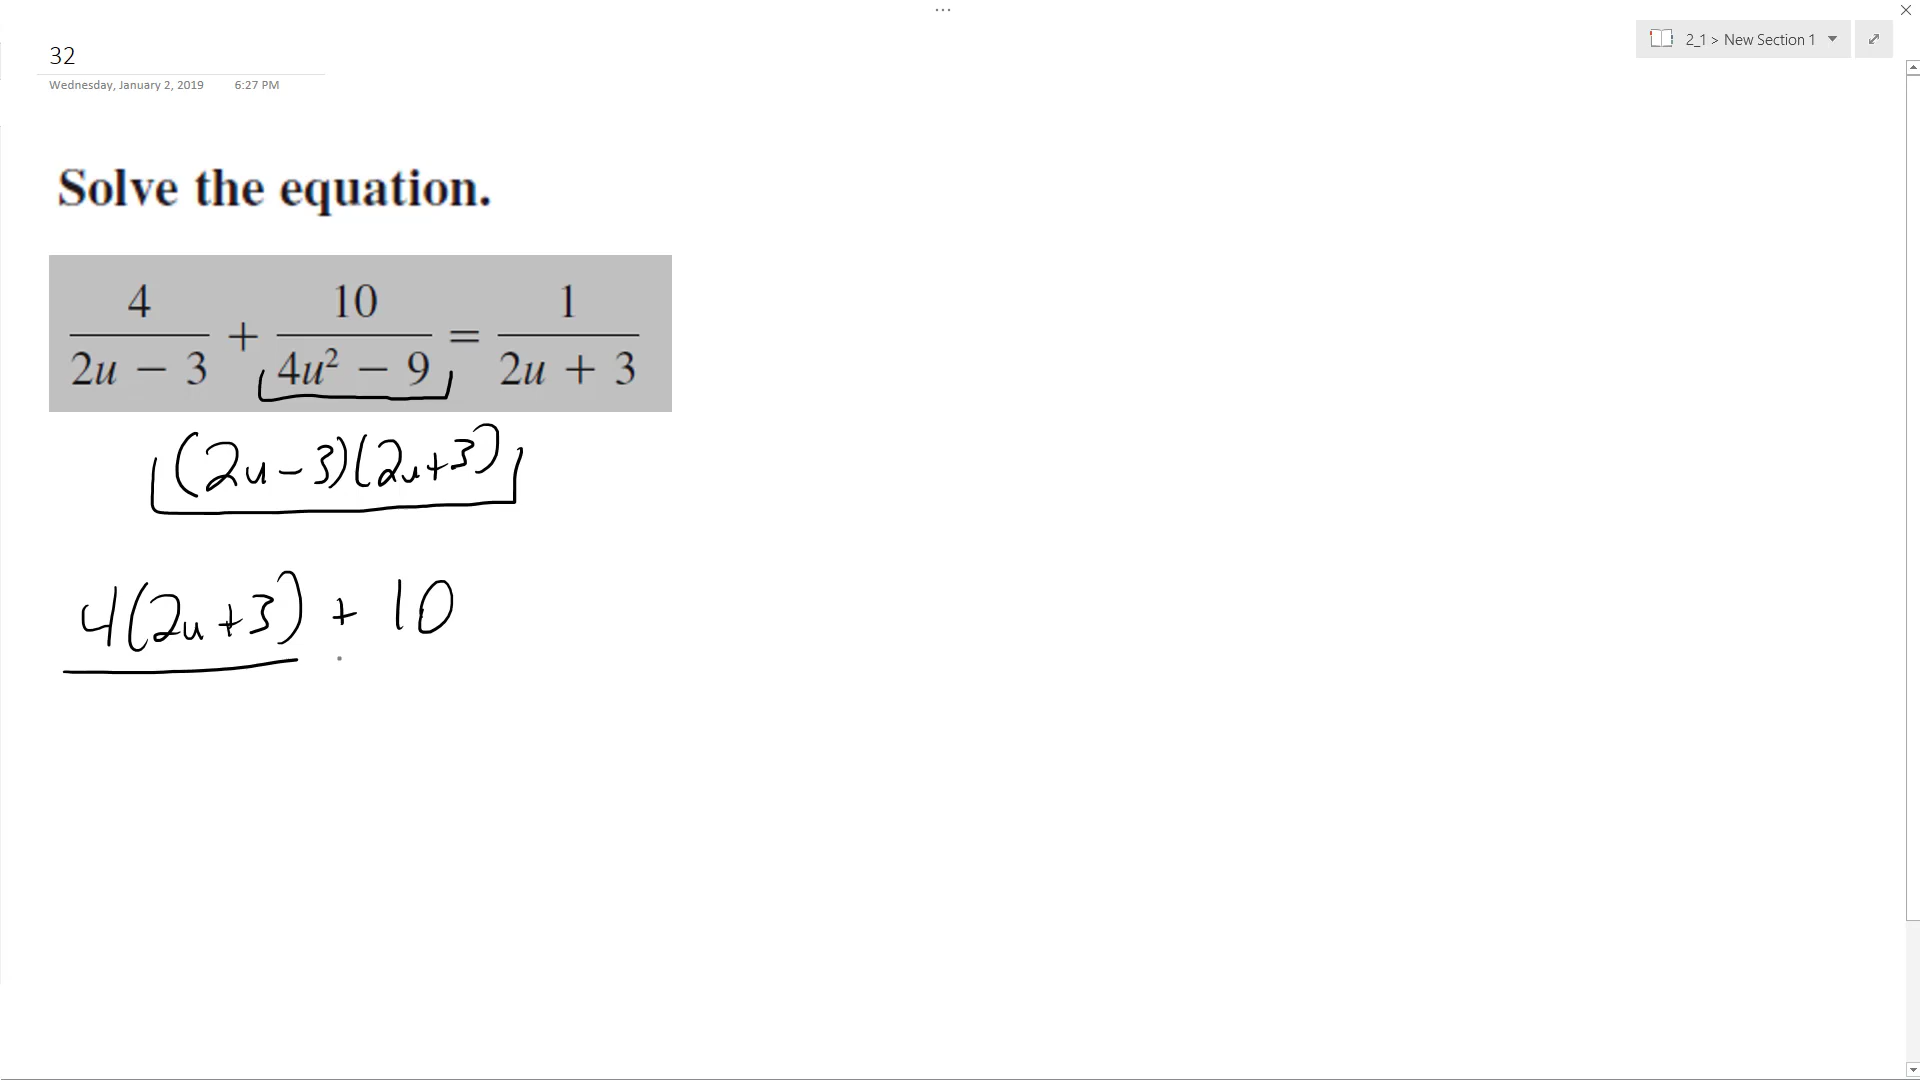 ...
2_1 > New Section 1
32
Wednesday, January 2, 2019 6:27 PM
Solve the equation.
4/(2u − 3) + 10/(4u² − 9) = 1/(2u + 3)
(2u−3)(2u+3)
4(2u+3) + 10